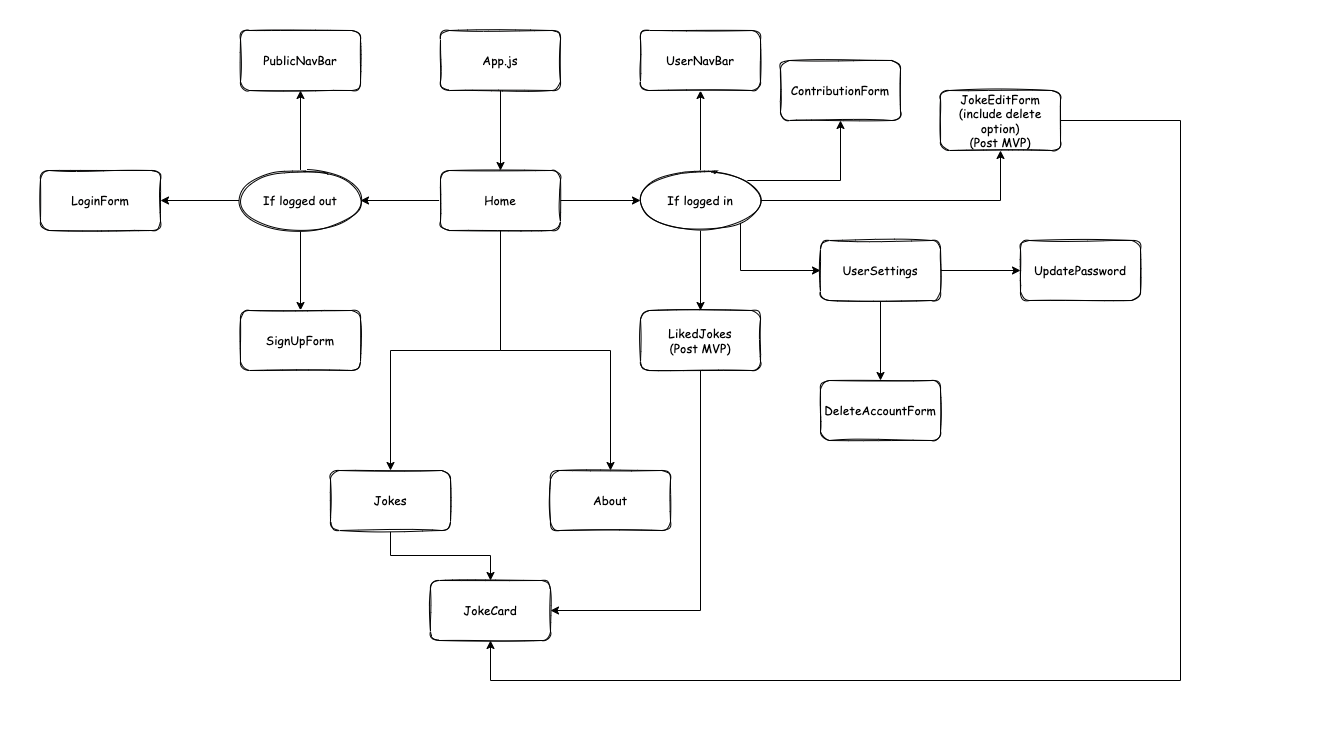 PublicNavBar
App.js
UserNavBar
ContributionForm
JokeEditForm
(include delete
option)
(Post MVP)
LoginForm
If logged out
Home
If logged in
UserSettings
UpdatePassword
SignUpForm
LikedJokes
(Post MVP)
DeleteAccountForm
Jokes
About
JokeCard